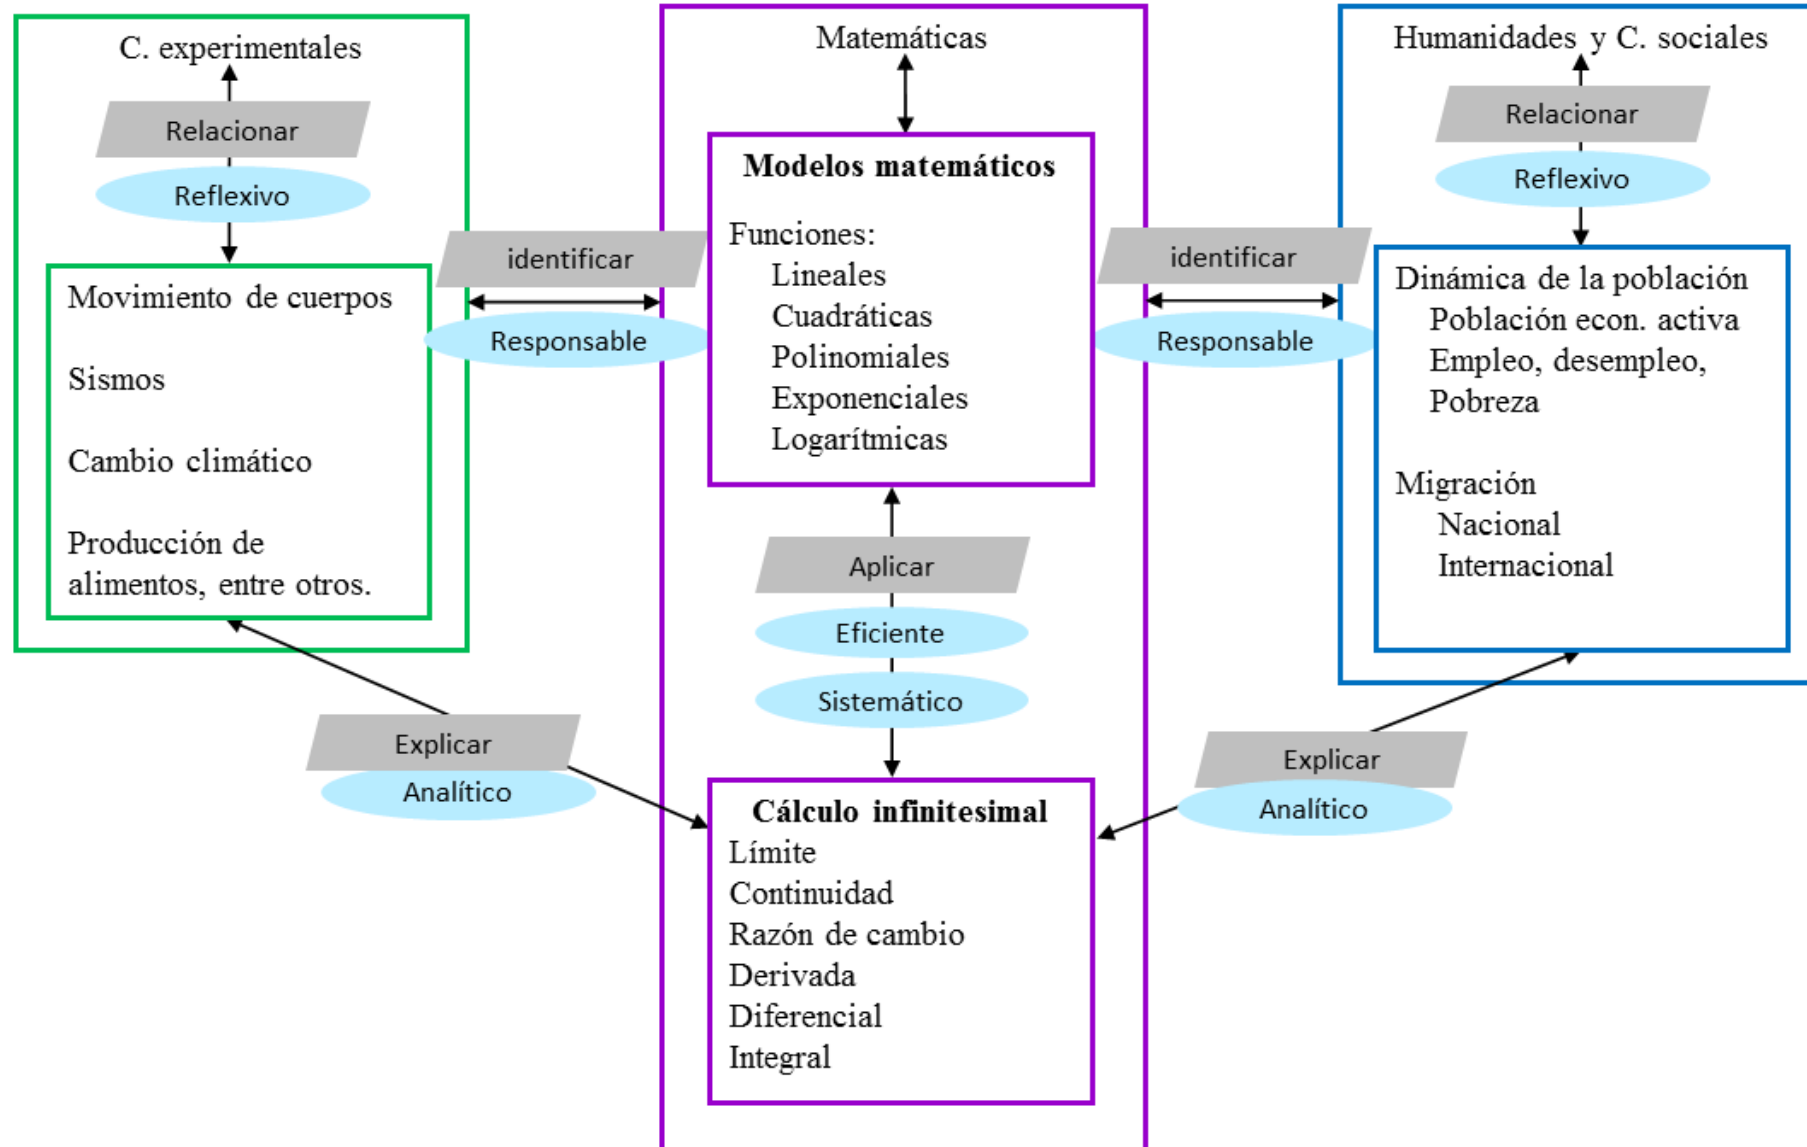 C. experimentales
Relacionar
Reflexivo
Movimiento de cuerpos
Sismos
Cambio climático
Producción de
alimentos, entre otros.
identificar
Responsable
Explicar
Analítico
Matemáticas
Modelos matemáticos
Funciones:
Lineales
Cuadráticas
Polinomiales
Exponenciales
Logarítmicas
Aplicar
Eficiente
Sistemático
Cálculo infinitesimal
Límite
Continuidad
Razón de cambio
Derivada
Diferencial
Integral
identificar
Responsable
Explicar
Analítico
Humanidades y C. sociales
Relacionar
Reflexivo
Dinámica de la población
Población econ. activa
Empleo, desempleo,
Pobreza
Migración
Nacional
Internacional